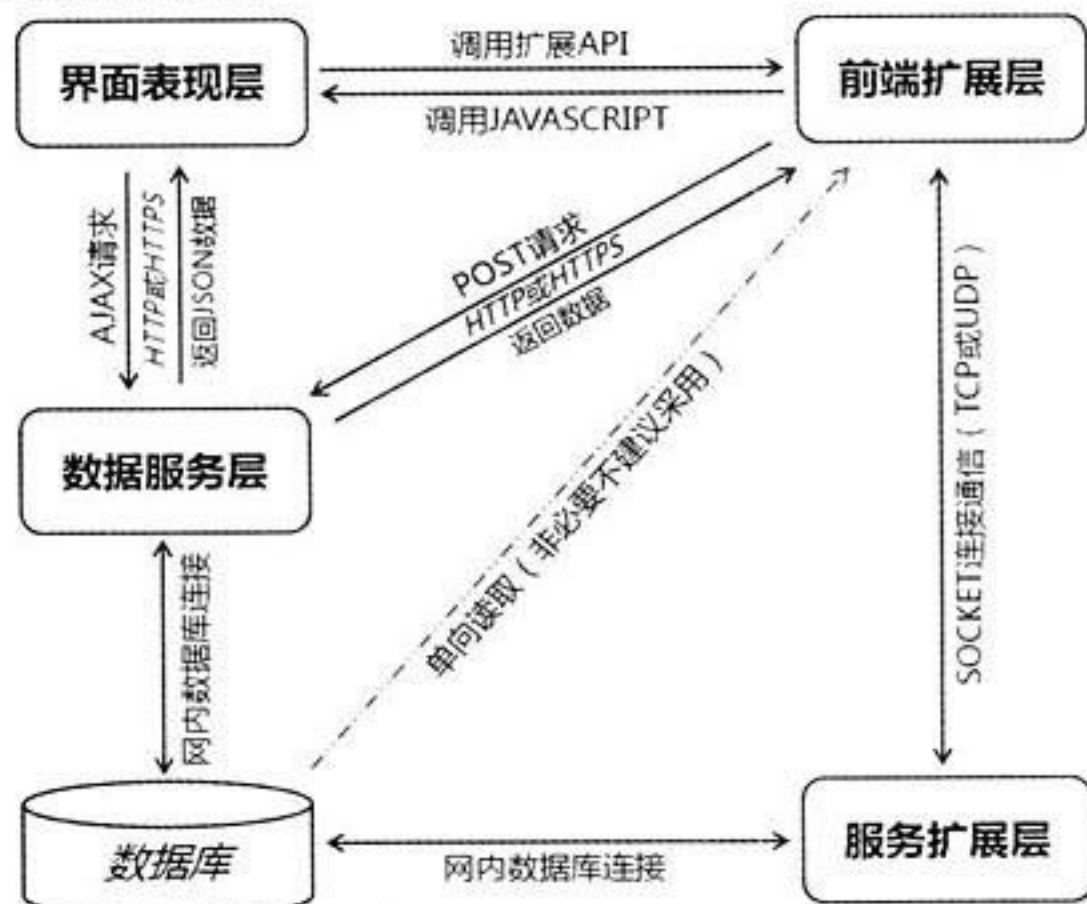 调用扩展API
界面表现层
前端扩展层
调用JAVASCRIPT
AJAX请求
HTTP或HTTPS
返回JSON数据
POST请求
HTTP或HTTPS
返回数据
SOCKET连接通信（TCP或UDP）
数据服务层
单向读取（非必要不建议采用）
网内数据库连接
数据库
网内数据库连接
服务扩展层